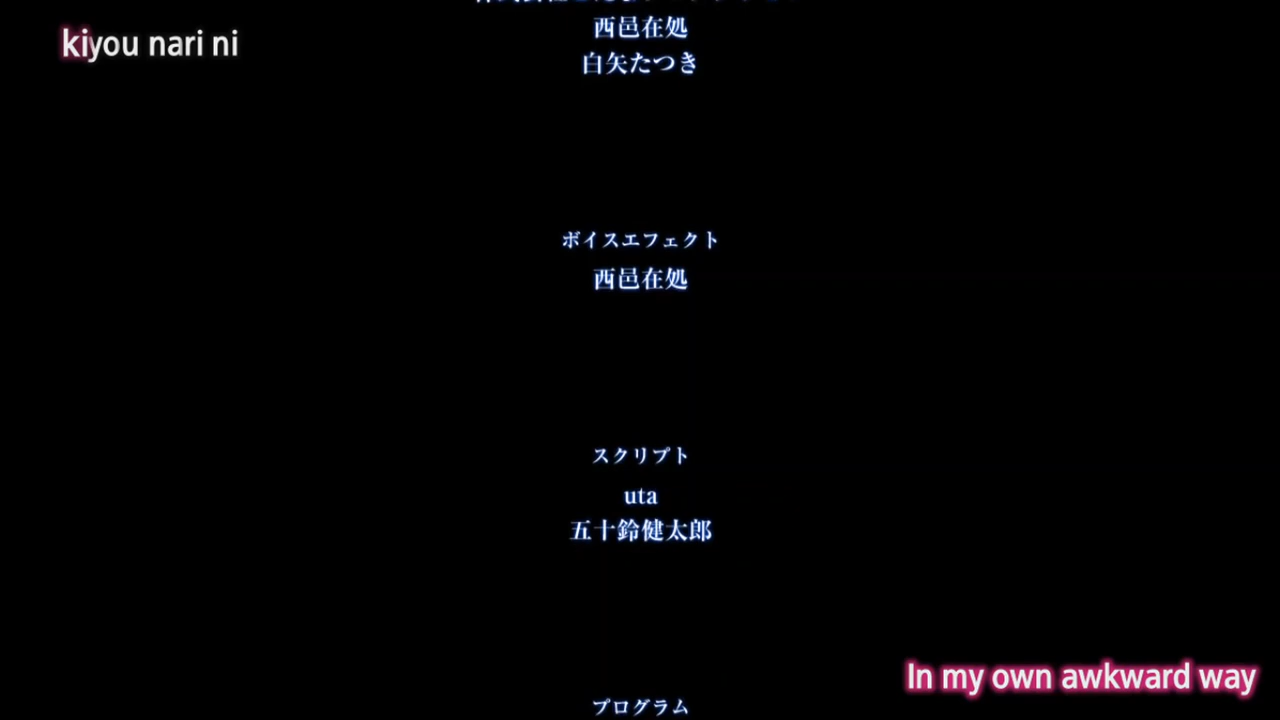 kiyou nari ni
西邑在処
白矢たつき
ボイスエフェクト
西邑在処
スクリプト
uta
五十鈴健太郎
In my own awkward way
プログラム